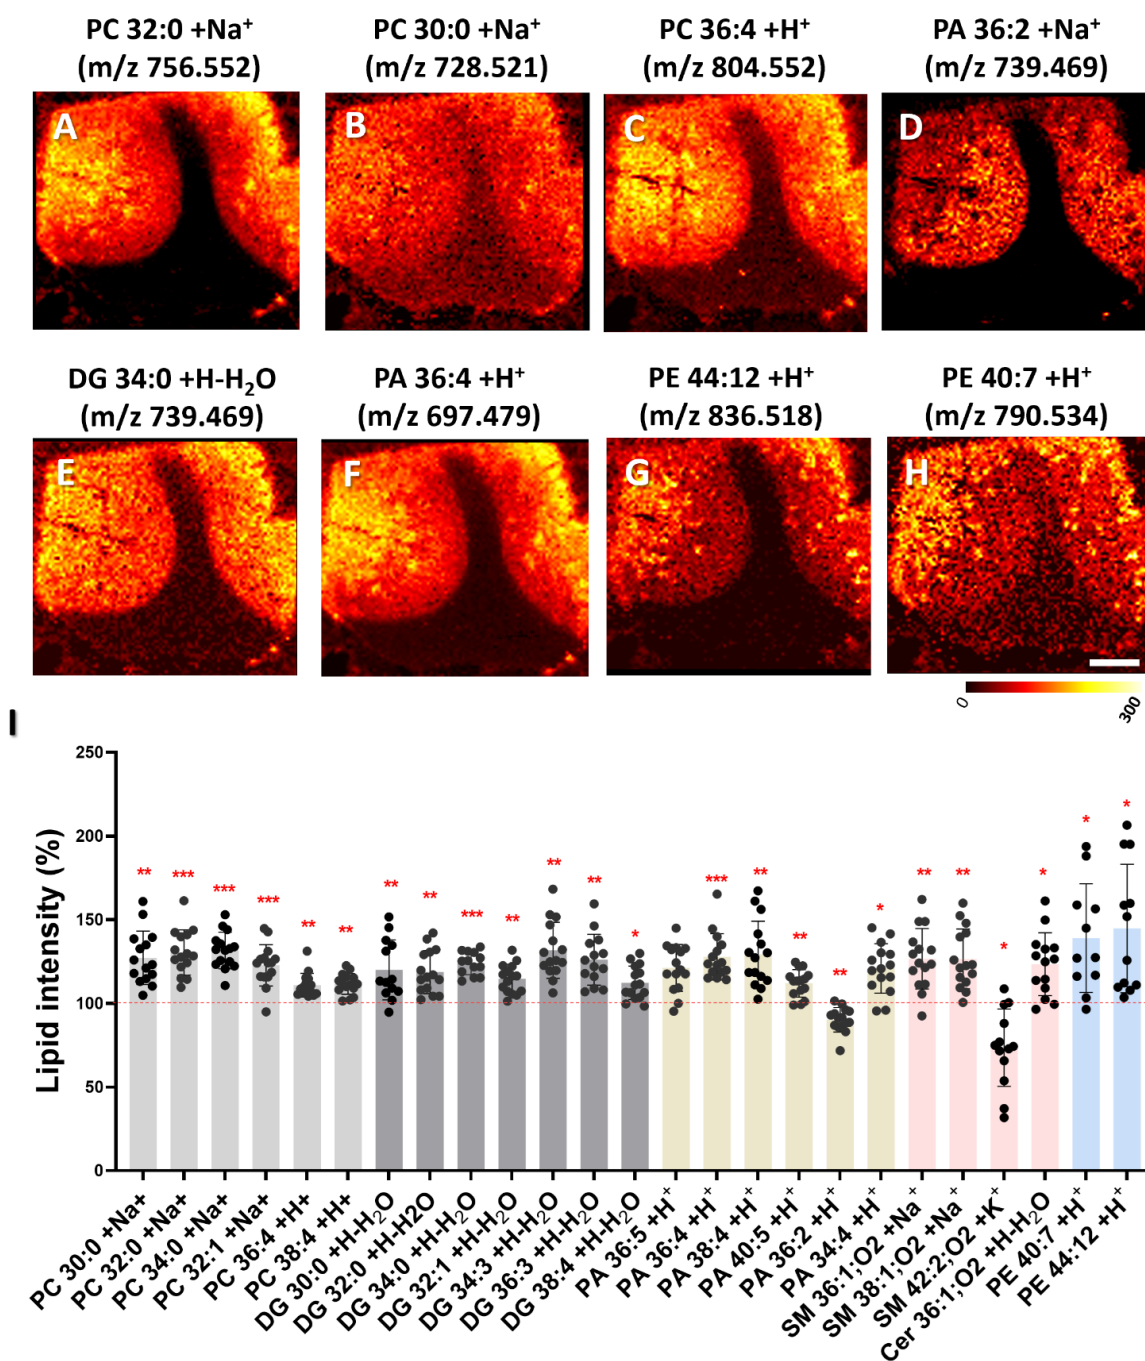 PC 32:0 +Na⁺ PC 30:0 +Na⁺ PC 36:4 +H⁺ PA 36:2 +Na⁺
(m/z 756.552) (m/z 728.521) (m/z 804.552) (m/z 739.469)
A B C D
DG 34:0 +H-H₂O PA 36:4 +H⁺ PE 44:12 +H⁺ PE 40:7 +H⁺
(m/z 739.469) (m/z 697.479) (m/z 836.518) (m/z 790.534)
E F G H
0 300
I
Lipid intensity (%)
250
200
150
100
50
0
** *** *** *** ** ** ** ** *** ** ** ** * *** ** ** ** * ** ** * * * *
PC 30:0 +Na+
PC 32:0 +Na+
PC 34:0 +Na+
PC 32:1 +Na+
PC 36:4 +H+
PC 38:4 +H+
DG 30:0 +H-H₂O
DG 32:0 +H-H2O
DG 34:0 +H-H₂O
DG 32:1 +H-H₂O
DG 34:3 +H-H₂O
DG 36:3 +H-H₂O
DG 38:4 +H-H₂O
PA 36:5 +H⁺
PA 36:4 +H⁺
PA 38:4 +H⁺
PA 40:5 +H⁺
PA 36:2 +H⁺
PA 34:4 +H⁺
SM 36:1;O2 +Na⁺
SM 38:1;O2 +Na⁺
SM 42:2;O2 +K⁺
Cer 36:1;O2 +H-H₂O
PE 40:7 +H⁺
PE 44:12 +H⁺